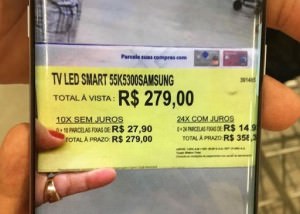 Parcele suas compras com:
TV LED SMART 55K5300SAMSUNG
TOTAL À VISTA: R$ 279,00
10X SEM JUROS 24X COM JUROS
PARCELAS FIXAS DE R$ 27,90 PARCELAS FIXAS DE R$ 14,9
TOTAL À PRAZO: R$ 279,00 TOTAL À PRAZO: R$ 358,